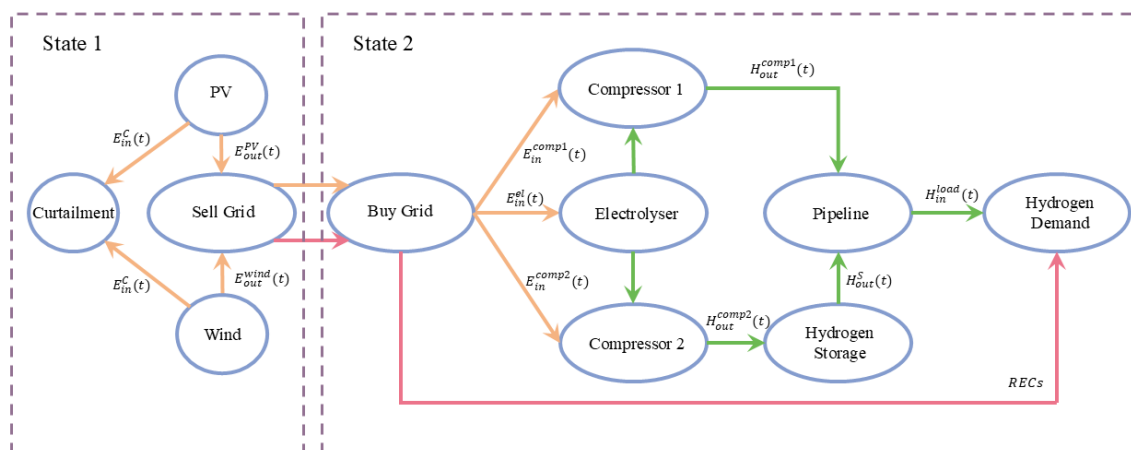 State 1
State 2
PV
Compressor 1
$H_{out}^{comp1}(t)$
$E_{in}^{C}(t)$
$E_{out}^{PV}(t)$
$E_{in}^{comp1}(t)$
$E_{in}^{el}(t)$
$H_{in}^{load}(t)$
Curtailment
Sell Grid
Buy Grid
Electrolyser
Pipeline
Hydrogen
Demand
$E_{in}^{C}(t)$
$E_{out}^{wind}(t)$
$E_{in}^{comp2}(t)$
$H_{out}^{S}(t)$
Wind
Compressor 2
$H_{out}^{comp2}(t)$
Hydrogen
Storage
RECs